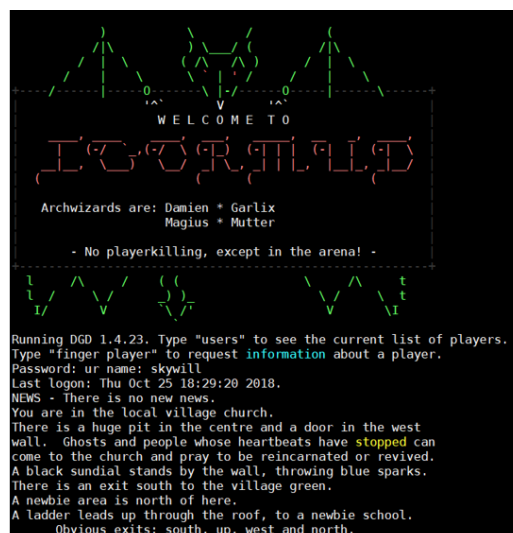 WELCOME TO
IGORMUD
Archwizards are: Damien * Garlix
Magius * Mutter
- No playerkilling, except in the arena! -
Running DGD 1.4.23. Type "users" to see the current list of players.
Type "finger player" to request information about a player.
Password: ur name: skywill
Last logon: Thu Oct 25 18:29:20 2018.
NEWS - There is no new news.
You are in the local village church.
There is a huge pit in the centre and a door in the west
wall.  Ghosts and people whose heartbeats have stopped can
come to the church and pray to be reincarnated or revived.
A black sundial stands by the wall, throwing blue sparks.
There is an exit south to the village green.
A newbie area is north of here.
A ladder leads up through the roof, to a newbie school.
Obvious exits: south, up, west and north.